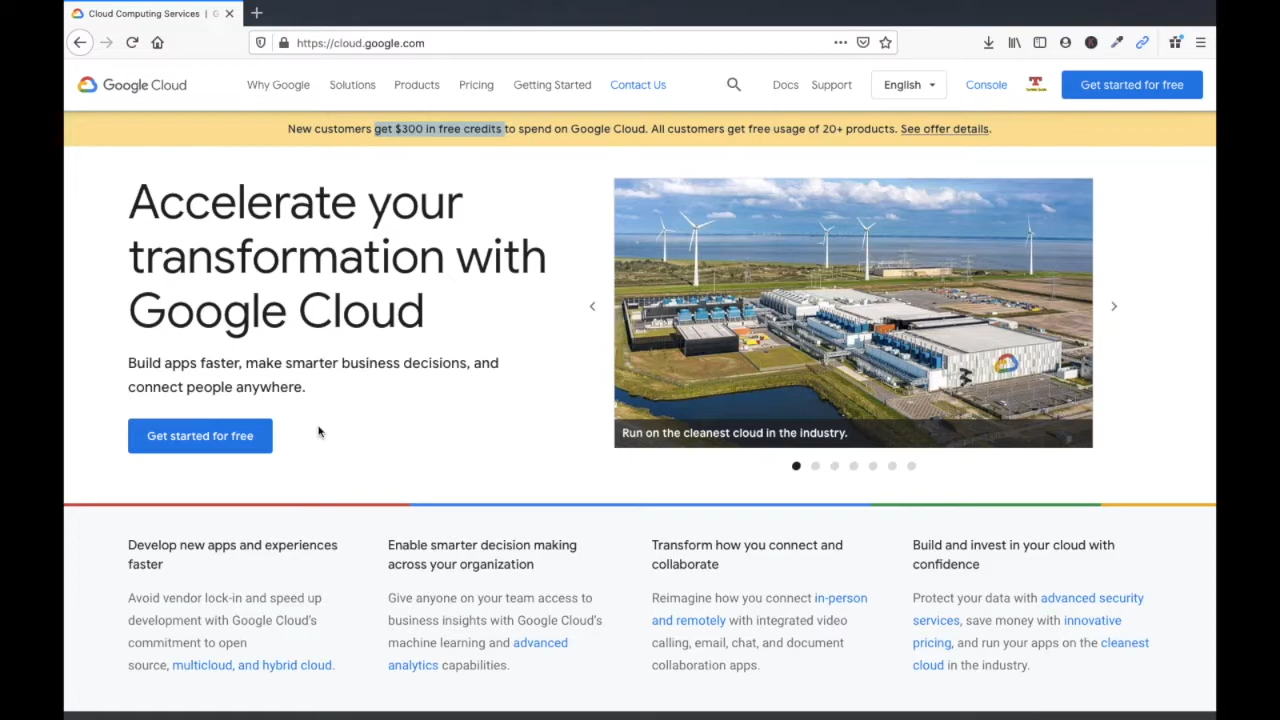 Cloud Computing Services | G
https://cloud.google.com
Google Cloud Why Google Solutions Products Pricing Getting Started Contact Us Docs Support English Console Get started for free
New customers get $300 in free credits to spend on Google Cloud. All customers get free usage of 20+ products. See offer details.
Accelerate your
transformation with
Google Cloud
Build apps faster, make smarter business decisions, and
connect people anywhere.
Get started for free
Run on the cleanest cloud in the industry.
Develop new apps and experiences
faster
Avoid vendor lock-in and speed up
development with Google Cloud's
commitment to open
source, multicloud, and hybrid cloud.
Enable smarter decision making
across your organization
Give anyone on your team access to
business insights with Google Cloud's
machine learning and advanced
analytics capabilities.
Transform how you connect and
collaborate
Reimagine how you connect in-person
and remotely with integrated video
calling, email, chat, and document
collaboration apps.
Build and invest in your cloud with
confidence
Protect your data with advanced security
services, save money with innovative
pricing, and run your apps on the cleanest
cloud in the industry.